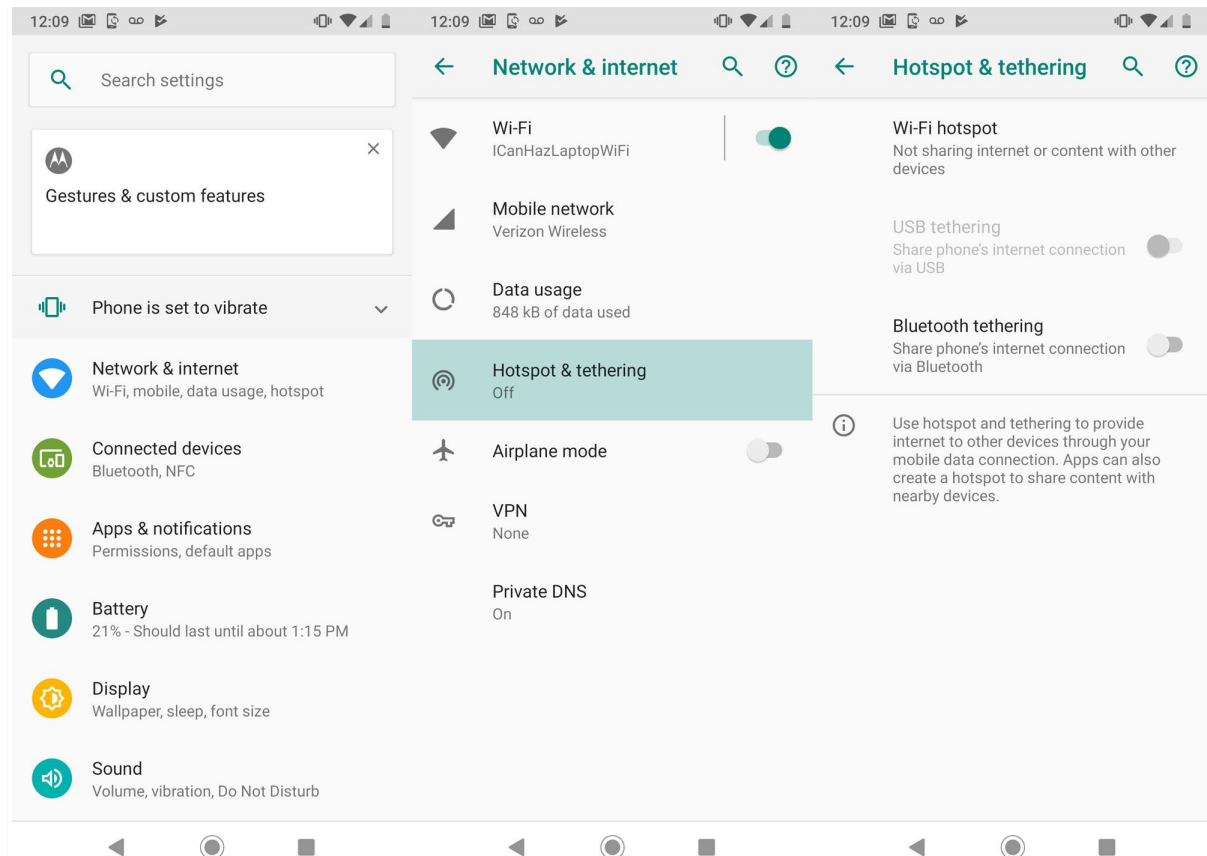 12:09
Search settings
Gestures & custom features
Phone is set to vibrate
Network & internet
Wi-Fi, mobile, data usage, hotspot
Connected devices
Bluetooth, NFC
Apps & notifications
Permissions, default apps
Battery
21% - Should last until about 1:15 PM
Display
Wallpaper, sleep, font size
Sound
Volume, vibration, Do Not Disturb
12:09
Network & internet
Wi-Fi
ICanHazLaptopWiFi
Mobile network
Verizon Wireless
Data usage
848 kB of data used
Hotspot & tethering
Off
Airplane mode
VPN
None
Private DNS
On
12:09
Hotspot & tethering
Wi-Fi hotspot
Not sharing internet or content with other
devices
USB tethering
Share phone's internet connection
via USB
Bluetooth tethering
Share phone's internet connection
via Bluetooth
Use hotspot and tethering to provide
internet to other devices through your
mobile data connection. Apps can also
create a hotspot to share content with
nearby devices.